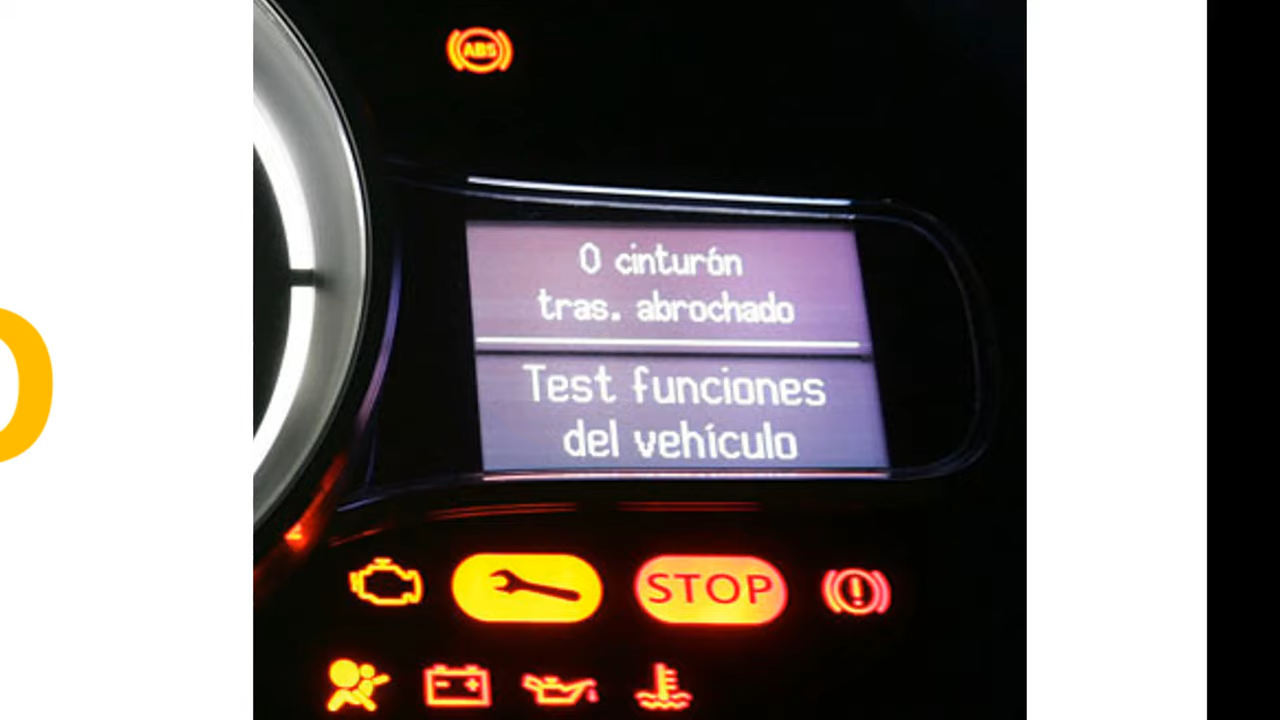 ABS
0 cinturón
tras. abrochado
Test funciones
del vehículo
STOP